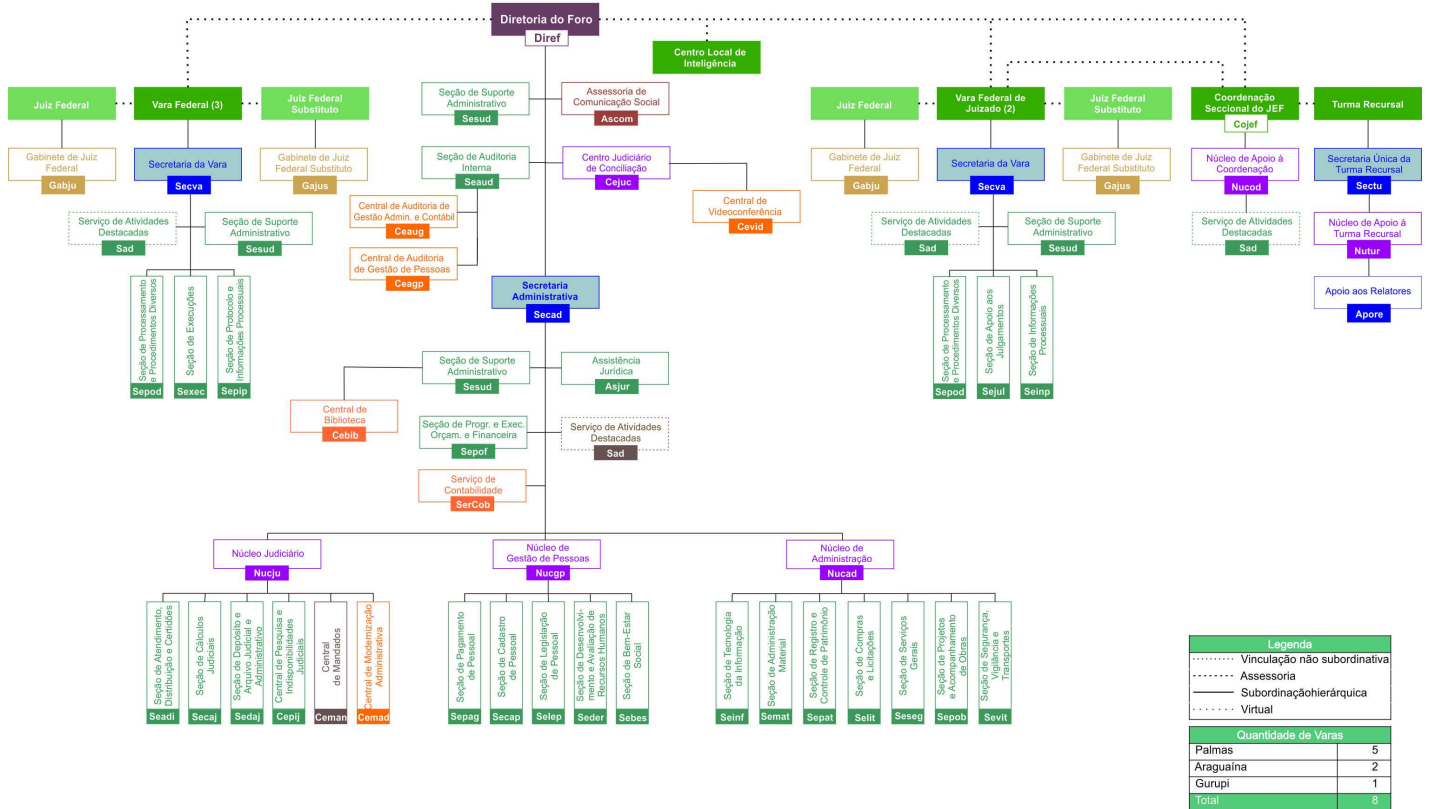 Diretoria do Foro
Diref
Centro Local de
Inteligência
Seção de Suporte
Administrativo
Sesud
Assessoria de
Comunicação Social
Ascom
Juiz Federal
Vara Federal (3)
Juiz Federal
Substituto
Gabinete de Juiz
Federal
Gabju
Secretaria da Vara
Secva
Gabinete de Juiz
Federal Substituto
Gajus
Serviço de Atividades
Destacadas
Sad
Seção de Suporte
Administrativo
Sesud
Seção de Processamento
e Procedimentos Diversos
Sepod
Seção de Execuções
Sexec
Seção de Protocolo e
Informações Processuais
Sepip
Seção de Auditoria
Interna
Seaud
Centro Judiciário
de Conciliação
Cejuc
Central de Auditoria de
Gestão Admin. e Contábil
Ceaug
Central de
Videoconferência
Cevid
Central de Auditoria
de Gestão de Pessoas
Ceagp
Secretaria
Administrativa
Secad
Seção de Suporte
Administrativo
Sesud
Assistência
Jurídica
Asjur
Central de
Biblioteca
Cebib
Seção de Progr. e Exec.
Orçam. e Financeira
Sepof
Serviço de Atividades
Destacadas
Sad
Serviço de
Contabilidade
SerCob
Juiz Federal
Vara Federal de
Juizado (2)
Juiz Federal
Substituto
Coordenação
Seccional do JEF
Cojef
Turma Recursal
Gabinete de Juiz
Federal
Gabju
Secretaria da Vara
Secva
Gabinete de Juiz
Federal Substituto
Gajus
Núcleo de Apoio à
Coordenação
Nucod
Secretaria Única da
Turma Recursal
Sectu
Serviço de Atividades
Destacadas
Sad
Seção de Suporte
Administrativo
Sesud
Serviço de Atividades
Destacadas
Sad
Núcleo de Apoio à
Turma Recursal
Nutur
Apoio aos Relatores
Apore
Seção de Processamento
e Procedimentos Diversos
Sepod
Seção de Apoio aos
Julgamentos
Sejul
Seção de Informações
Processuais
Seinp
Núcleo Judiciário
Nucju
Seção de Atendimento,
Distribuição e Certidões
Seadi
Seção de Cálculos
Judiciais
Secaj
Seção de Depósito e
Arquivo Judicial e
Administrativo
Sedaj
Central de Pesquisa e
Indisponibilidades
Judiciais
Cepij
Central
de Mandados
Ceman
Central de Modernização
Administrativa
Cemad
Núcleo de
Gestão de Pessoas
Nucgp
Seção de Pagamento
de Pessoal
Sepag
Seção de Cadastro
de Pessoal
Secap
Seção de Legislação
de Pessoal
Selep
Seção de Desenvolvi-
mento e Avaliação de
Recursos Humanos
Seder
Seção de Bem-Estar
Social
Sebes
Núcleo de
Administração
Nucad
Seção de Tecnologia
da Informação
Seinf
Seção de Administração
Material
Semat
Seção de Registro e
Controle de Patrimônio
Sepat
Seção de Compras
e Licitações
Selit
Seção de Serviços
Gerais
Seseg
Seção de Projetos
e Acompanhamento
de Obras
Sepob
Seção de Segurança,
Vigilância e
Transportes
Sevit
Legenda
Vinculação não subordinativa
Assessoria
Subordinaçãohierárquica
Virtual
Quantidade de Varas
Palmas 5
Araguaína 2
Gurupi 1
Total 8